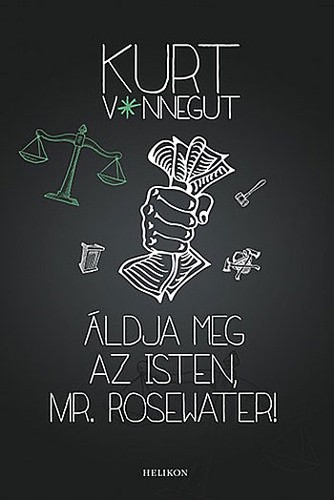 KURT
V*NNEGUT
ÁLDJA MEG
AZ ISTEN,
MR. ROSEWATER!
HELIKON